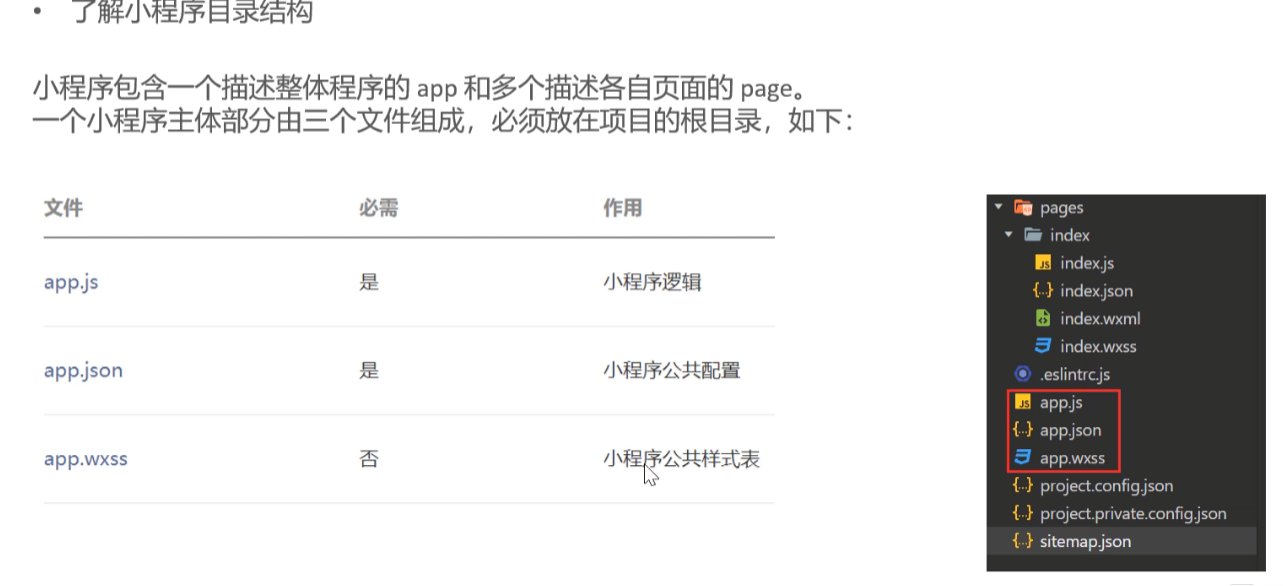 • 了解小程序目录结构
小程序包含一个描述整体程序的 app 和多个描述各自页面的 page。
一个小程序主体部分由三个文件组成，必须放在项目的根目录，如下：
文件 必需 作用
app.js 是 小程序逻辑
app.json 是 小程序公共配置
app.wxss 否 小程序公共样式表
pages
index
index.js
index.json
index.wxml
index.wxss
.eslintrc.js
app.js
app.json
app.wxss
project.config.json
project.private.config.json
sitemap.json